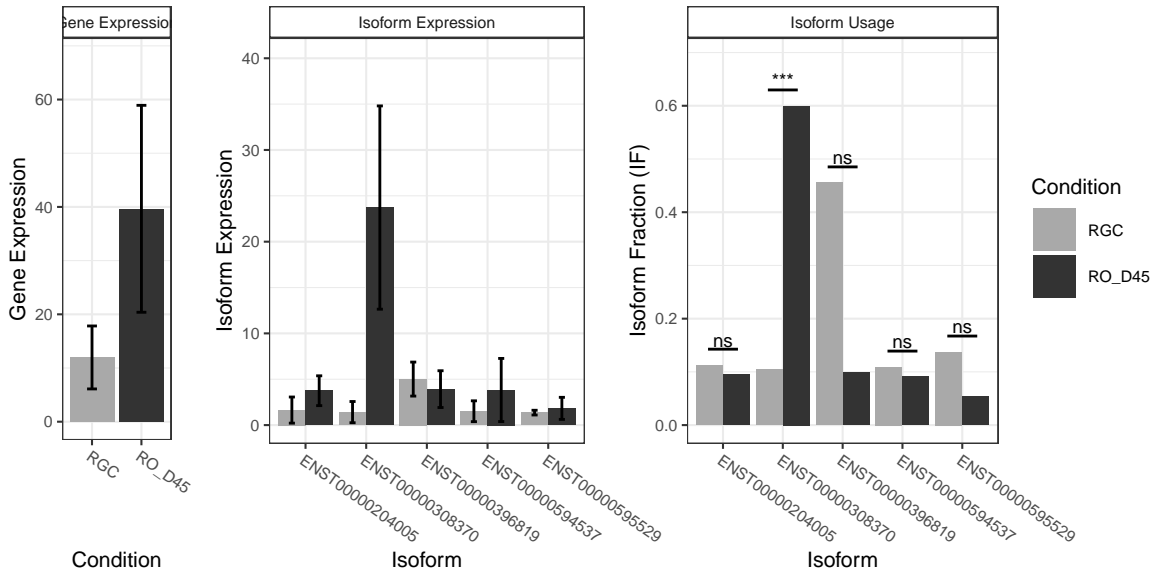 Gene Expression
Gene Expression
0
20
40
60
RGC
RO_D45
Condition
Isoform Expression
Isoform Expression
0
10
20
30
40
ENST00000204005
ENST00000308370
ENST00000396819
ENST00000594537
ENST00000595529
Isoform
Isoform Usage
Isoform Fraction (IF)
0.0
0.2
0.4
0.6
ns
***
ns
ns
ns
ENST00000204005
ENST00000308370
ENST00000396819
ENST00000594537
ENST00000595529
Isoform
Condition
RGC
RO_D45